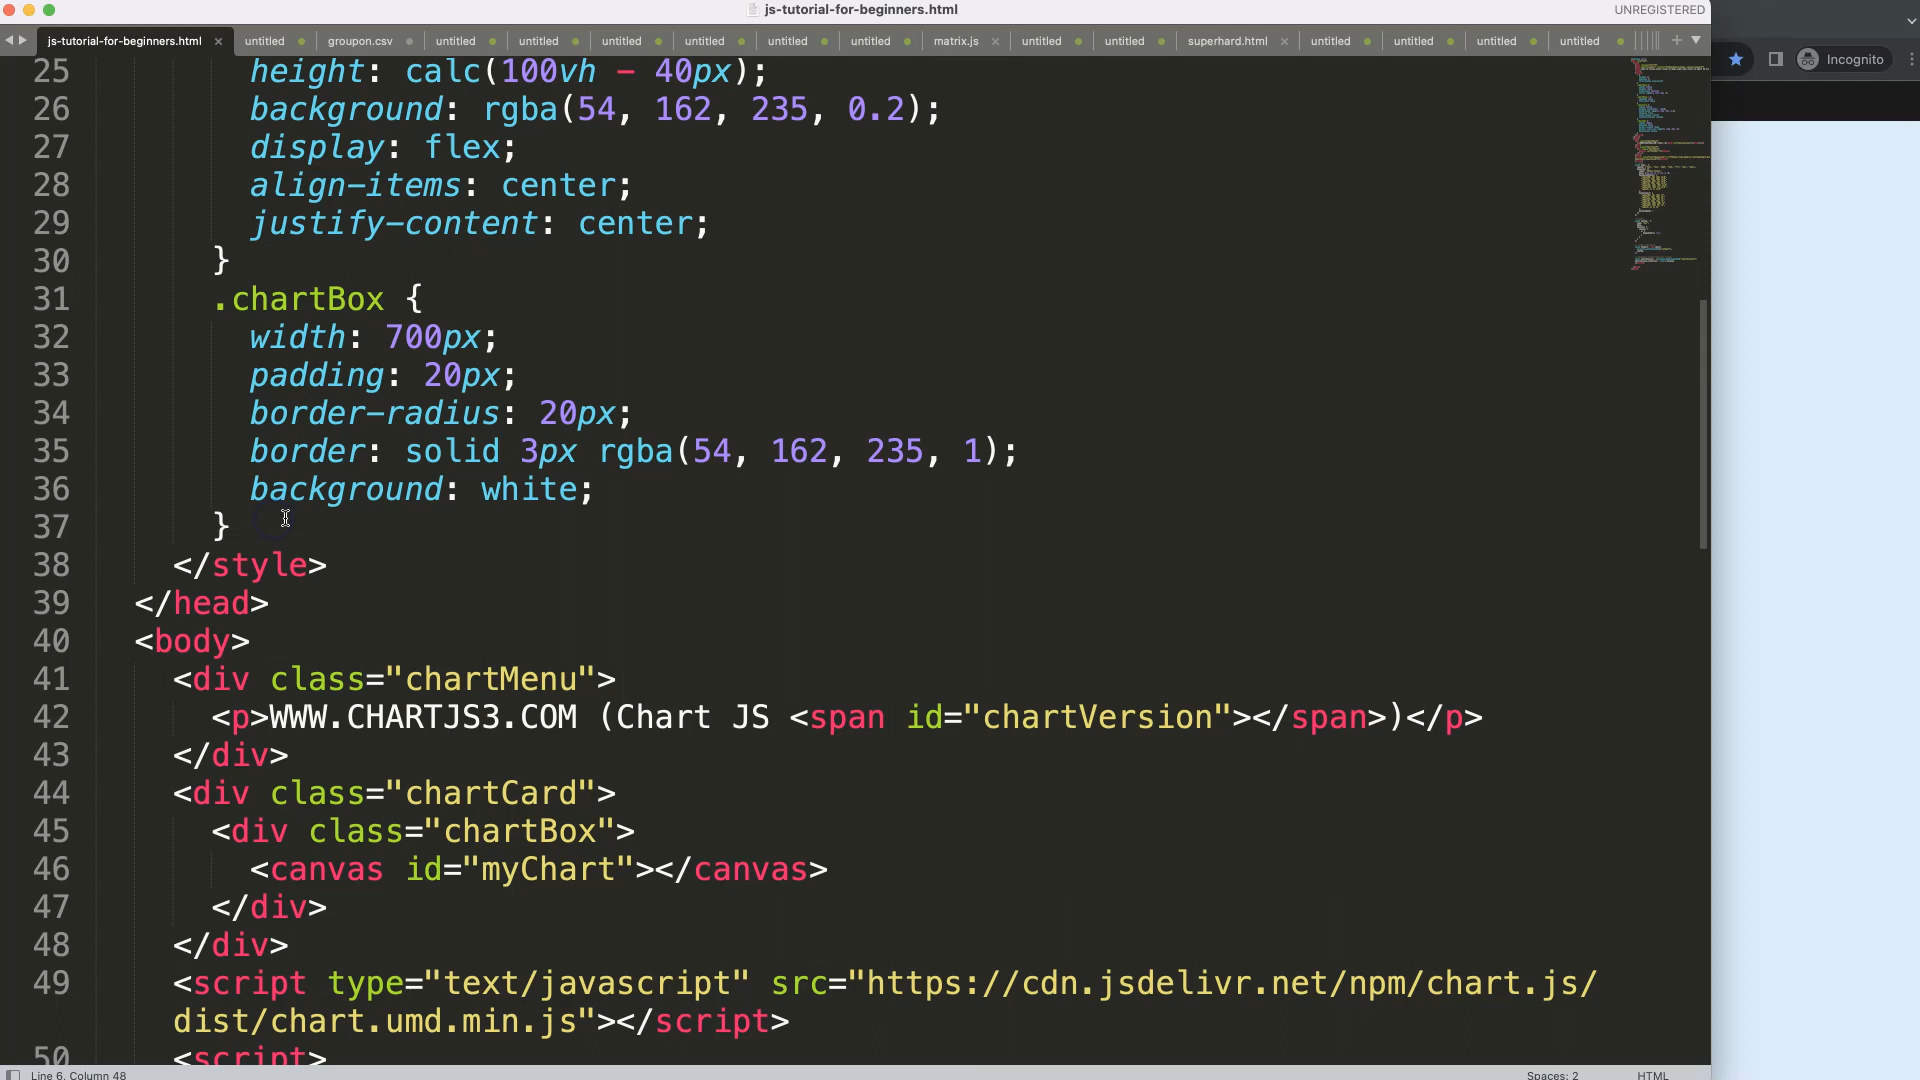 js-tutorial-for-beginners.html
UNREGISTERED
js-tutorial-for-beginners.html × untitled groupon.csv untitled untitled untitled untitled untitled untitled matrix.js × untitled untitled superhard.html × untitled untitled untitled untitled + Incognito
25 height: calc(100vh - 40px);
26 background: rgba(54, 162, 235, 0.2);
27 display: flex;
28 align-items: center;
29 justify-content: center;
30 }
31 .chartBox {
32 width: 700px;
33 padding: 20px;
34 border-radius: 20px;
35 border: solid 3px rgba(54, 162, 235, 1);
36 background: white;
37 }
38 </style>
39 </head>
40 <body>
41 <div class="chartMenu">
42 <p>WWW.CHARTJS3.COM (Chart JS <span id="chartVersion"></span>)</p>
43 </div>
44 <div class="chartCard">
45 <div class="chartBox">
46 <canvas id="myChart"></canvas>
47 </div>
48 </div>
49 <script type="text/javascript" src="https://cdn.jsdelivr.net/npm/chart.js/
dist/chart.umd.min.js"></script>
50 <script>
Line 6, Column 48 Spaces: 2 HTML